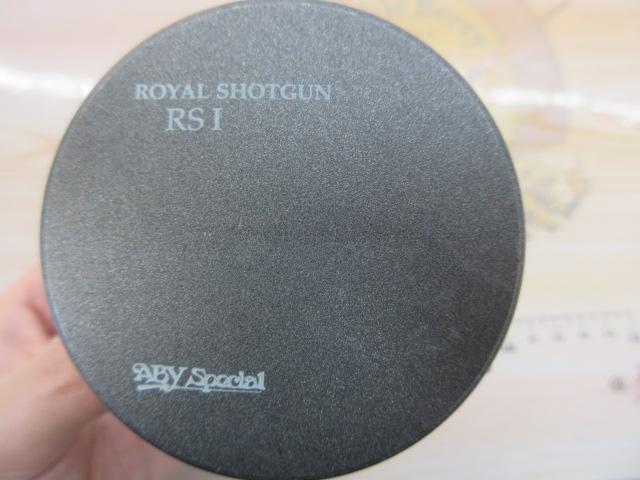 ROYAL SHOTGUN
RS I
ABY Special